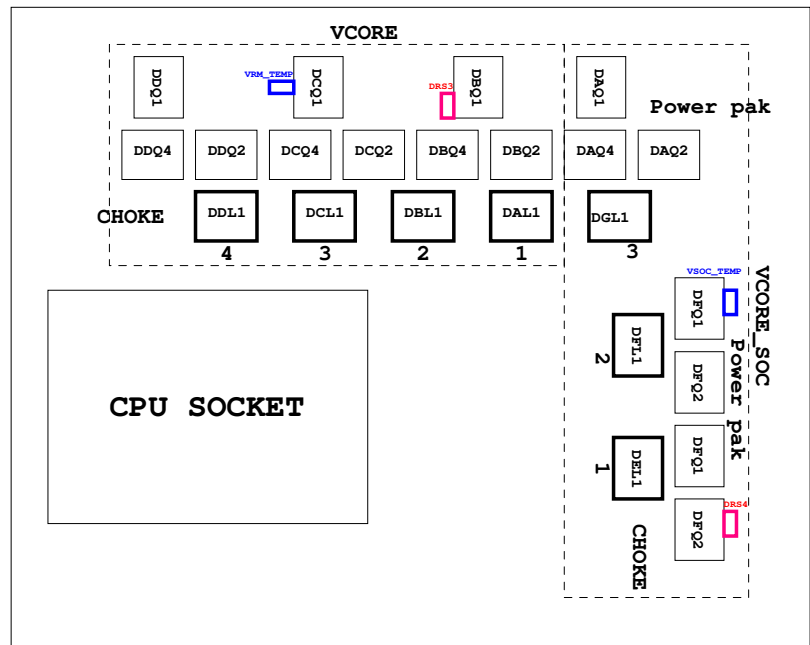 VCORE
DDQ1
VRM_TEMP
DCQ1
DRS3
DBQ1
DAQ1
Power pak
DDQ4
DDQ2
DCQ4
DCQ2
DBQ4
DBQ2
DAQ4
DAQ2
CHOKE
DDL1
DCL1
DBL1
DAL1
DGL1
4
3
2
1
3
VSOC_TEMP
DFQ1
VCORE_SOC
DFL1
2
DFQ2
Power pak
CPU SOCKET
DEL1
1
DFQ1
DRS4
DFQ2
CHOKE